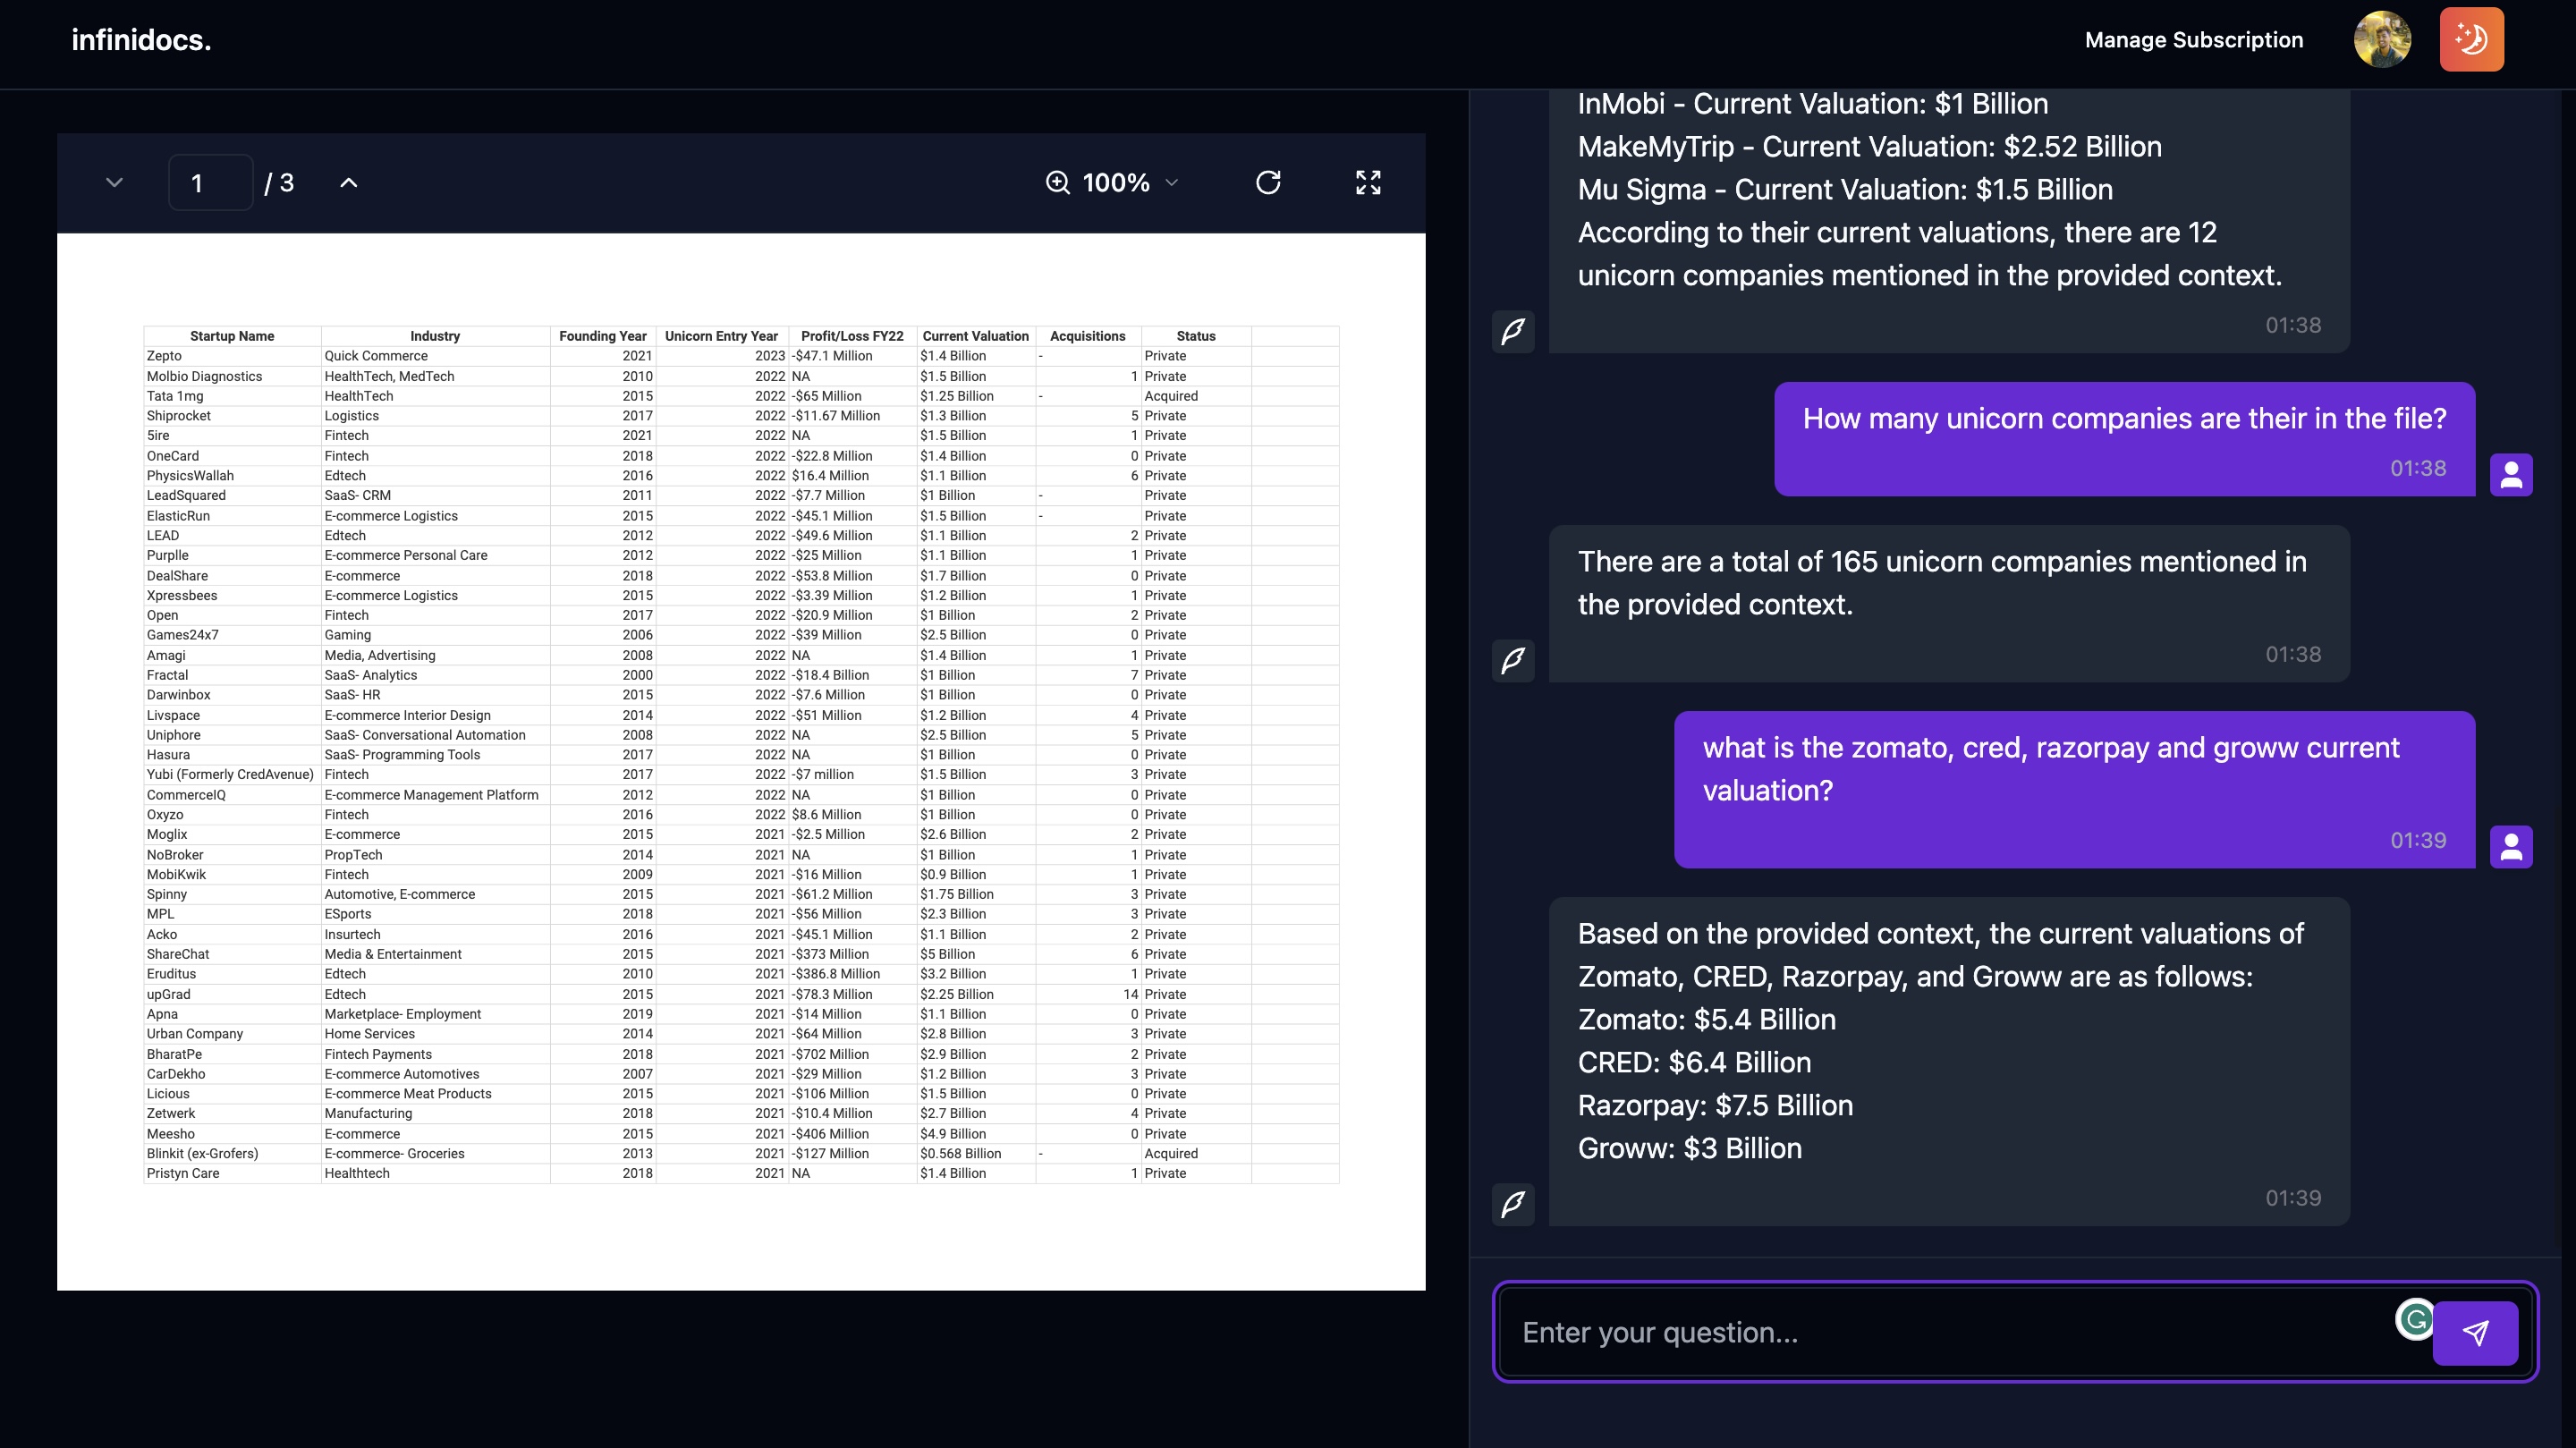 infinidocs.
Manage Subscription
1 / 3
100%
Startup Name Industry Founding Year Unicorn Entry Year Profit/Loss FY22 Current Valuation Acquisitions Status
Zepto Quick Commerce 2021 2023 -$47.1 Million $1.4 Billion - Private
Molbio Diagnostics HealthTech, MedTech 2010 2022 NA $1.5 Billion 1 Private
Tata 1mg HealthTech 2015 2022 -$65 Million $1.25 Billion - Acquired
Shiprocket Logistics 2017 2022 -$11.67 Million $1.3 Billion 5 Private
5ire Fintech 2021 2022 NA $1.5 Billion 1 Private
OneCard Fintech 2018 2022 -$22.8 Million $1.4 Billion 0 Private
PhysicsWallah Edtech 2016 2022 $16.4 Million $1.1 Billion 6 Private
LeadSquared SaaS- CRM 2011 2022 -$7.7 Million $1 Billion - Private
ElasticRun E-commerce Logistics 2015 2022 -$45.1 Million $1.5 Billion - Private
LEAD Edtech 2012 2022 -$49.6 Million $1.1 Billion 2 Private
Purplle E-commerce Personal Care 2012 2022 -$25 Million $1.1 Billion 1 Private
DealShare E-commerce 2018 2022 -$53.8 Million $1.7 Billion 0 Private
Xpressbees E-commerce Logistics 2015 2022 -$3.39 Million $1.2 Billion 1 Private
Open Fintech 2017 2022 -$20.9 Million $1 Billion 2 Private
Games24x7 Gaming 2006 2022 -$39 Million $2.5 Billion 0 Private
Amagi Media, Advertising 2008 2022 NA $1.4 Billion 1 Private
Fractal SaaS- Analytics 2000 2022 -$18.4 Billion $1 Billion 7 Private
Darwinbox SaaS- HR 2015 2022 -$7.6 Million $1 Billion 0 Private
Livspace E-commerce Interior Design 2014 2022 -$51 Million $1.2 Billion 4 Private
Uniphore SaaS- Conversational Automation 2008 2022 NA $2.5 Billion 5 Private
Hasura SaaS- Programming Tools 2017 2022 NA $1 Billion 0 Private
Yubi (Formerly CredAvenue) Fintech 2017 2022 -$7 million $1.5 Billion 3 Private
CommerceIQ E-commerce Management Platform 2012 2022 NA $1 Billion 0 Private
Oxyzo Fintech 2016 2022 $8.6 Million $1 Billion 0 Private
Moglix E-commerce 2015 2021 -$2.5 Million $2.6 Billion 2 Private
NoBroker PropTech 2014 2021 NA $1 Billion 1 Private
MobiKwik Fintech 2009 2021 -$16 Million $0.9 Billion 1 Private
Spinny Automotive, E-commerce 2015 2021 -$61.2 Million $1.75 Billion 3 Private
MPL ESports 2018 2021 -$56 Million $2.3 Billion 3 Private
Acko Insurtech 2016 2021 -$45.1 Million $1.1 Billion 2 Private
ShareChat Media & Entertainment 2015 2021 -$373 Million $5 Billion 6 Private
Eruditus Edtech 2010 2021 -$386.8 Million $3.2 Billion 1 Private
upGrad Edtech 2015 2021 -$78.3 Million $2.25 Billion 14 Private
Apna Marketplace- Employment 2019 2021 -$14 Million $1.1 Billion 0 Private
Urban Company Home Services 2014 2021 -$64 Million $2.8 Billion 3 Private
BharatPe Fintech Payments 2018 2021 -$702 Million $2.9 Billion 2 Private
CarDekho E-commerce Automotives 2007 2021 -$29 Million $1.2 Billion 3 Private
Licious E-commerce Meat Products 2015 2021 -$106 Million $1.5 Billion 0 Private
Zetwerk Manufacturing 2018 2021 -$10.4 Million $2.7 Billion 4 Private
Meesho E-commerce 2015 2021 -$406 Million $4.9 Billion 0 Private
Blinkit (ex-Grofers) E-commerce- Groceries 2013 2021 -$127 Million $0.568 Billion - Acquired
Pristyn Care Healthtech 2018 2021 NA $1.4 Billion 1 Private
InMobi - Current Valuation: $1 Billion
MakeMyTrip - Current Valuation: $2.52 Billion
Mu Sigma - Current Valuation: $1.5 Billion
According to their current valuations, there are 12
unicorn companies mentioned in the provided context.
01:38
How many unicorn companies are their in the file?
01:38
There are a total of 165 unicorn companies mentioned in
the provided context.
01:38
what is the zomato, cred, razorpay and groww current
valuation?
01:39
Based on the provided context, the current valuations of
Zomato, CRED, Razorpay, and Groww are as follows:
Zomato: $5.4 Billion
CRED: $6.4 Billion
Razorpay: $7.5 Billion
Groww: $3 Billion
01:39
Enter your question...